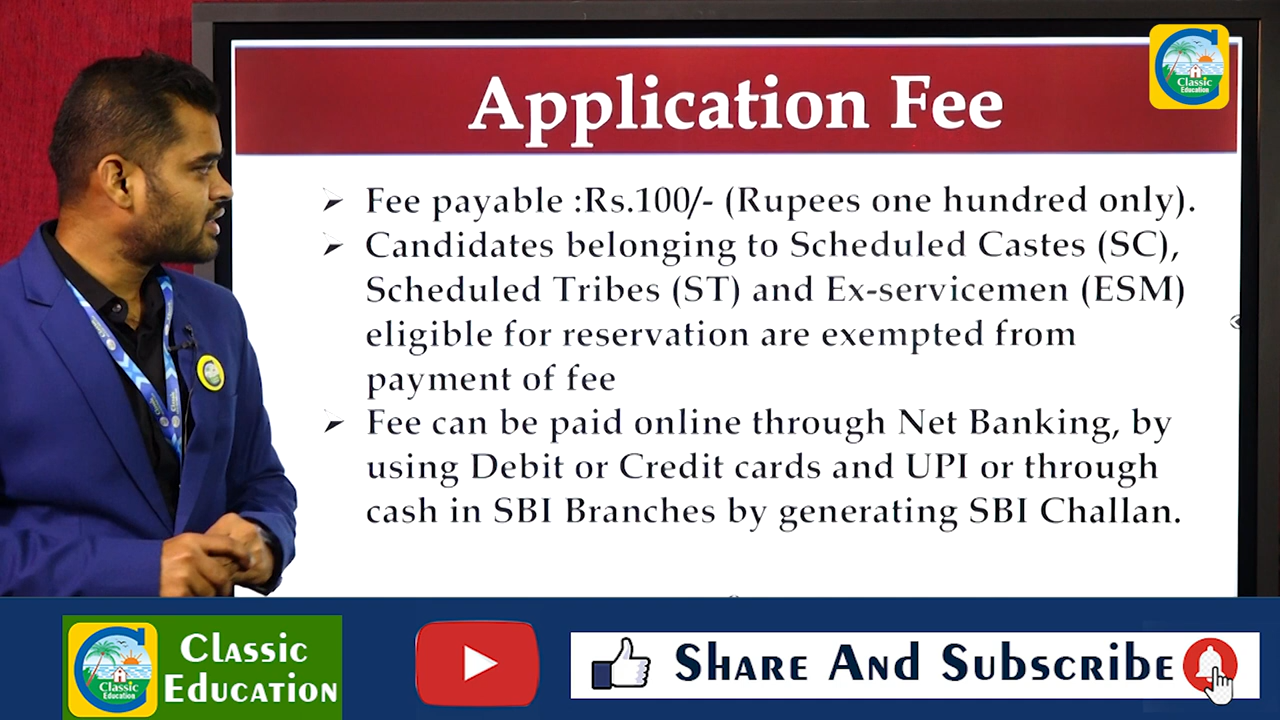 Application Fee
Classic
Education
➢ Fee payable :Rs.100/- (Rupees one hundred only).
➢ Candidates belonging to Scheduled Castes (SC),
Scheduled Tribes (ST) and Ex-servicemen (ESM)
eligible for reservation are exempted from
payment of fee
➢ Fee can be paid online through Net Banking, by
using Debit or Credit cards and UPI or through
cash in SBI Branches by generating SBI Challan.
Classic
Education
Classic
Education
Share And Subscribe